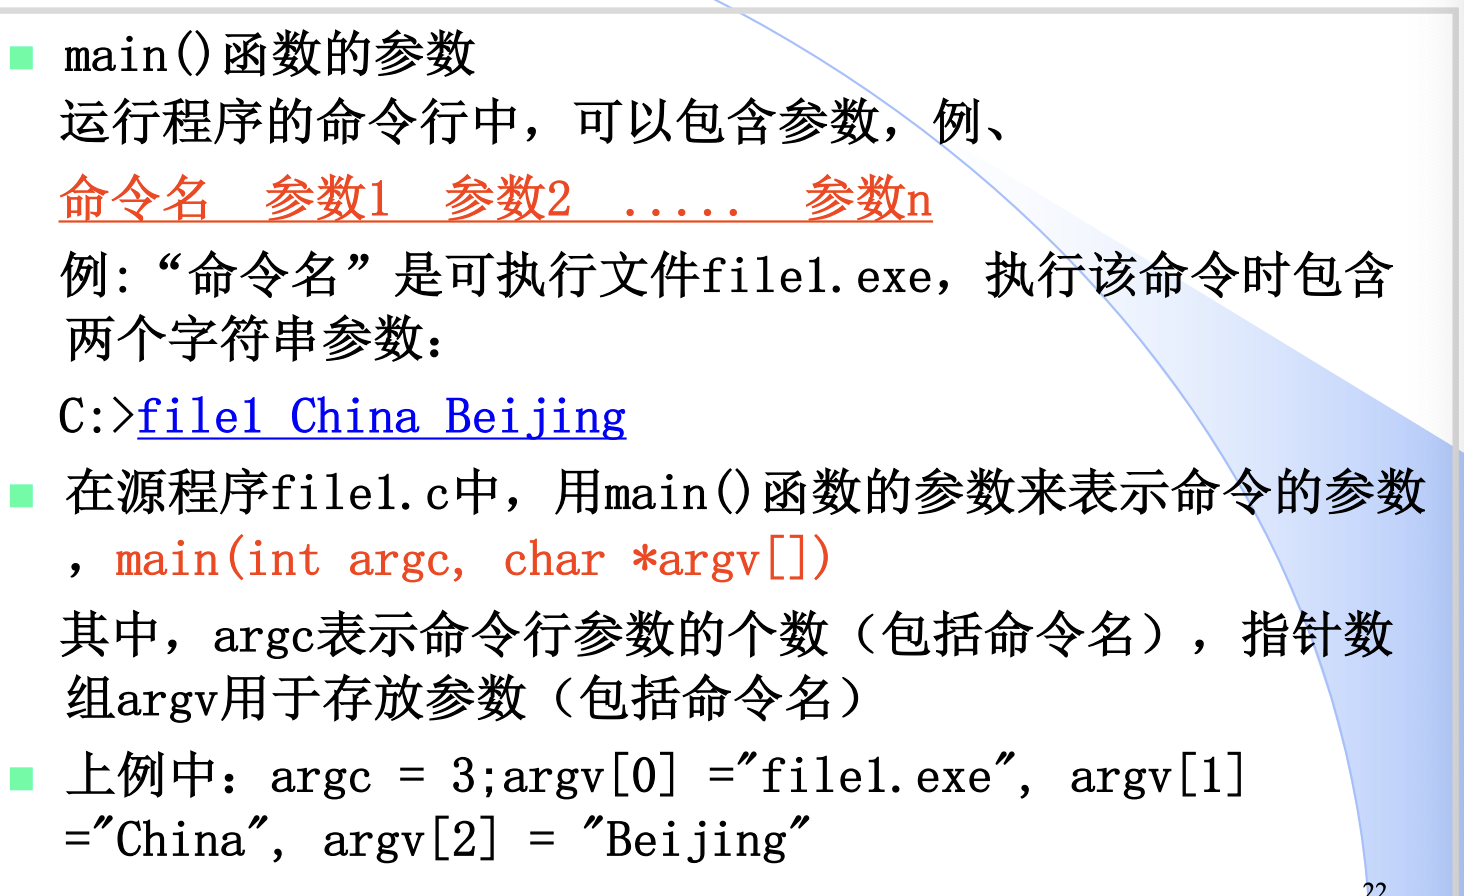 main()函数的参数
运行程序的命令行中，可以包含参数，例、
命令名 参数1 参数2 ..... 参数n
例:“命令名”是可执行文件file1.exe，执行该命令时包含
两个字符串参数：
C:>file1 China Beijing
在源程序file1.c中，用main()函数的参数来表示命令的参数
，main(int argc, char *argv[])
其中，argc表示命令行参数的个数（包括命令名），指针数
组argv用于存放参数（包括命令名）
上例中：argc = 3;argv[0] ="file1.exe", argv[1]
="China", argv[2] = "Beijing"
22